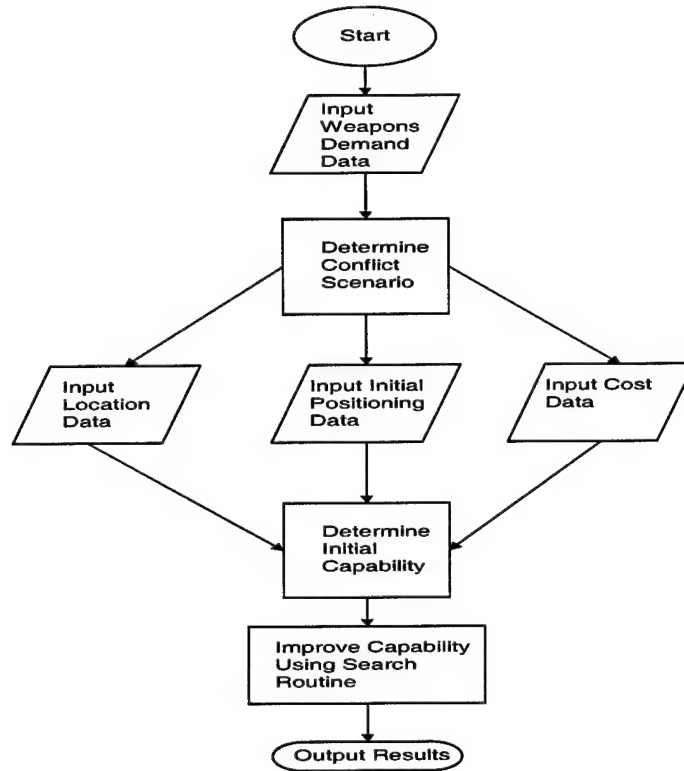 Start
Input
Weapons
Demand
Data
Determine
Conflict
Scenario
Input
Location
Data
Input Initial
Positioning
Data
Input Cost
Data
Determine
Initial
Capability
Improve Capability
Using Search
Routine
Output Results